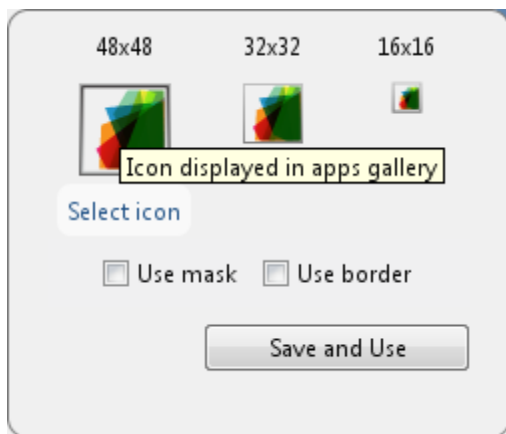 48x48 32x32 16x16
Icon displayed in apps gallery
Select icon
Use mask Use border
Save and Use